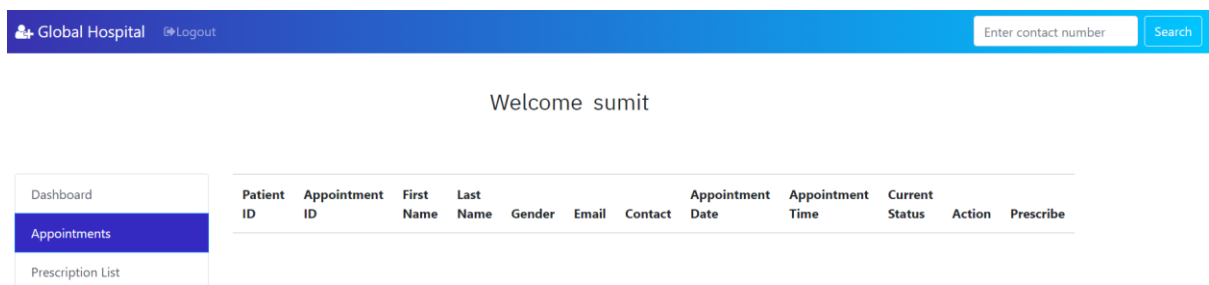 Global Hospital Logout Enter contact number Search
Welcome sumit
Dashboard
Appointments
Prescription List
Patient ID Appointment ID First Name Last Name Gender Email Contact Appointment Date Appointment Time Current Status Action Prescribe